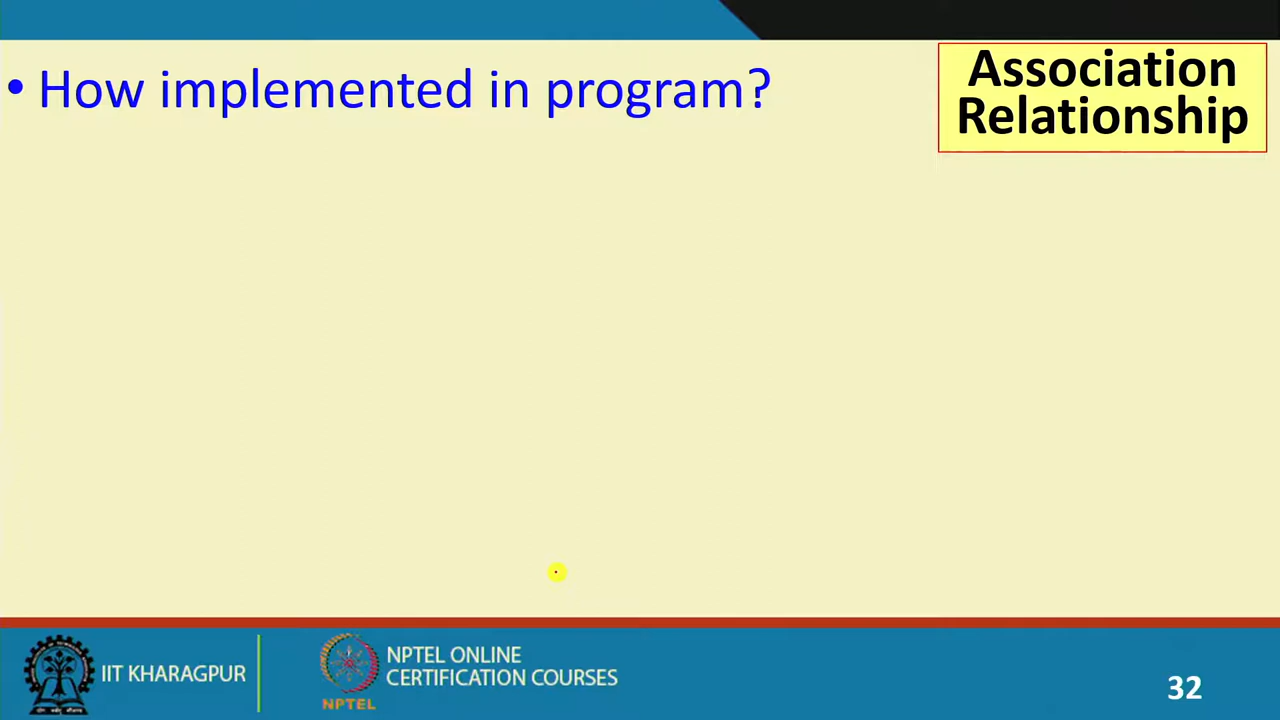 • How implemented in program?
Association
Relationship
IIT KHARAGPUR
NPTEL
NPTEL ONLINE
CERTIFICATION COURSES
32